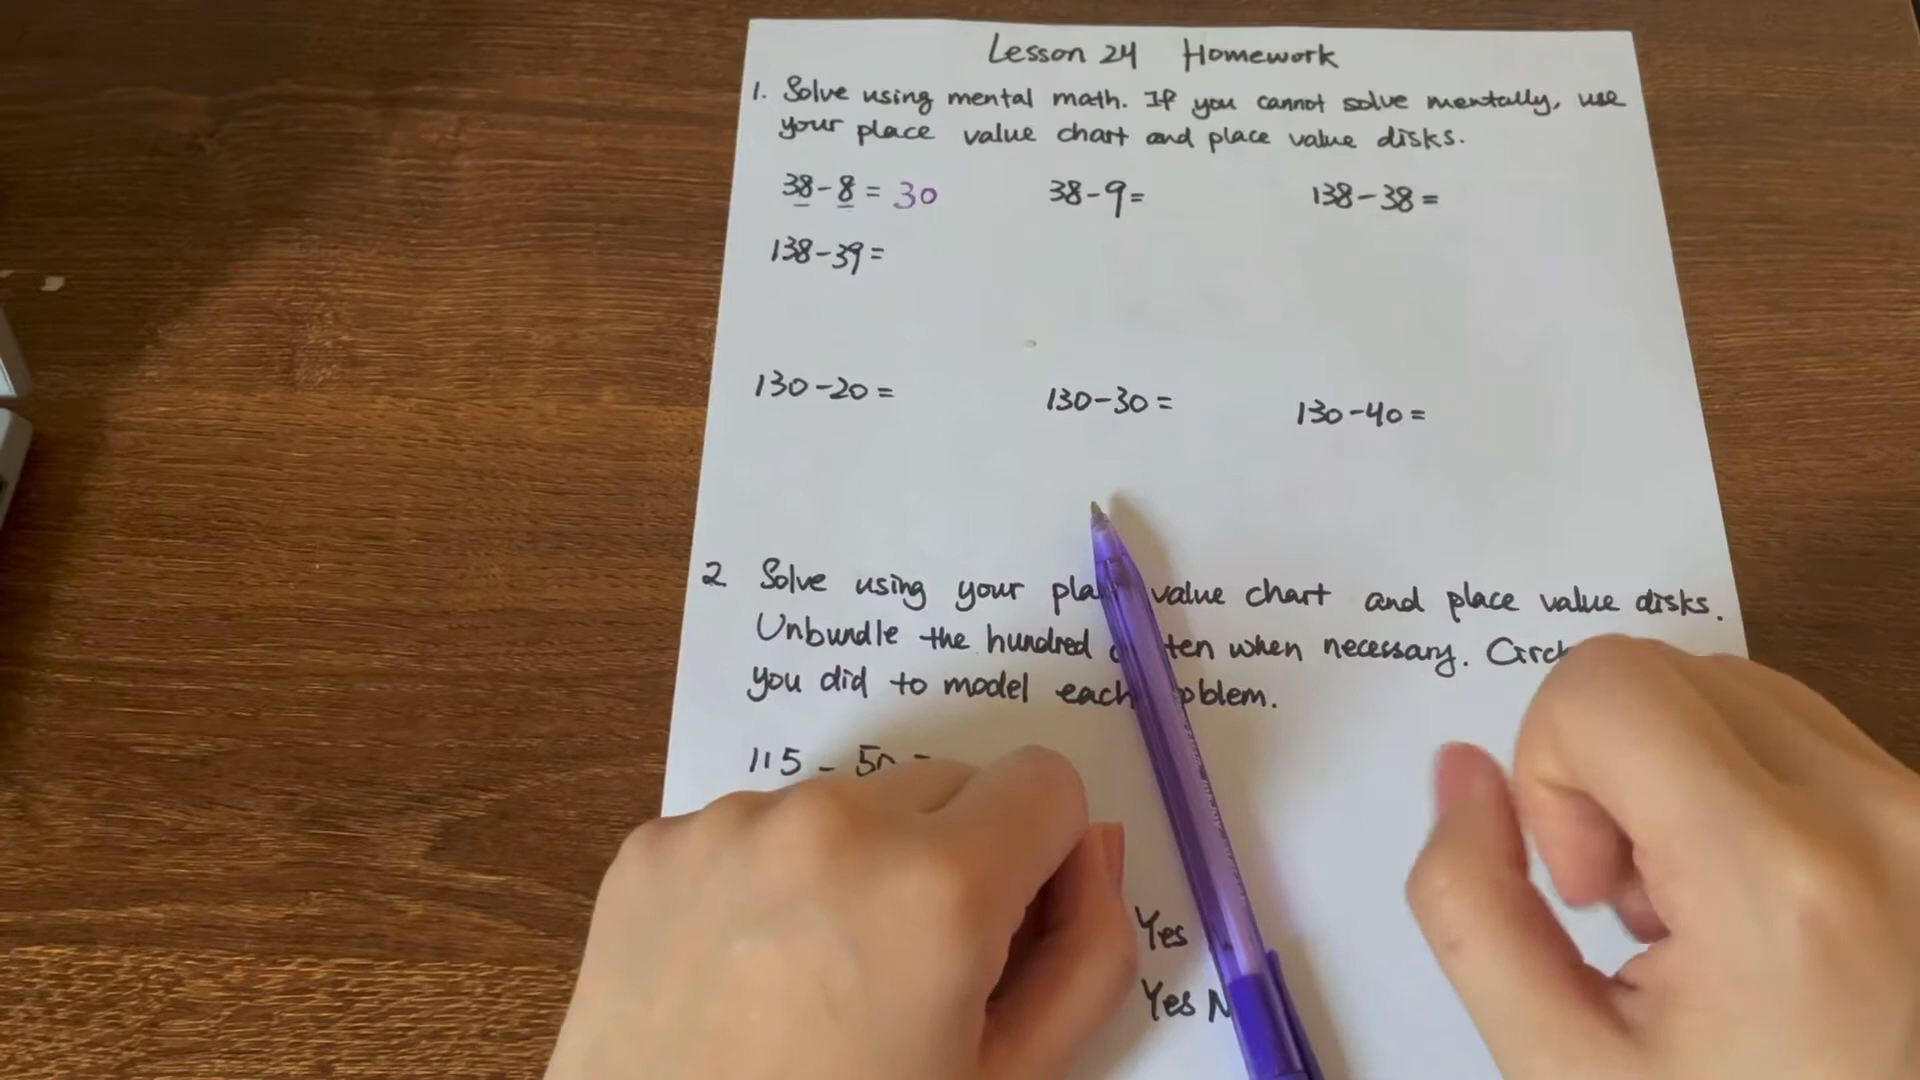 Lesson 24 Homework
1. Solve using mental math. If you cannot solve mentally, use
your place value chart and place value disks.
38-8 = 30 38-9= 138-38=
138-39=
130-20= 130-30= 130-40=
2 Solve using your value chart and place value disks.
Unbundle the hundred ten when necessary.
you did to model each
115 -
Yes
Yes